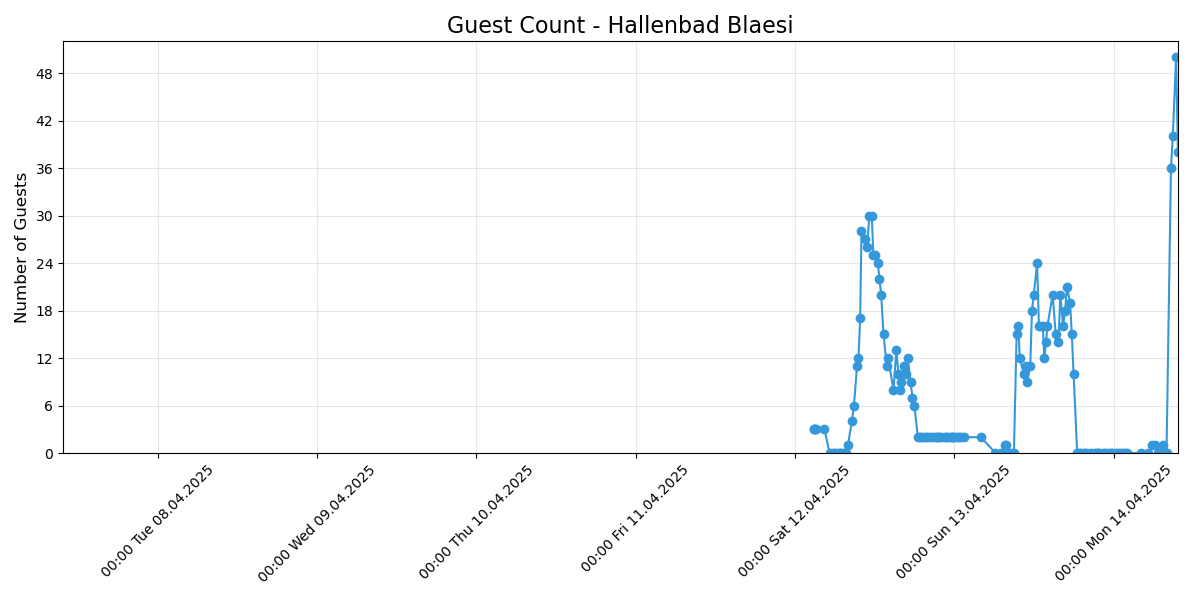 Guest Count - Hallenbad Blaesi
Number of Guests
48
42
36
30
24
18
12
6
0
00:00 Tue 08.04.2025
00:00 Wed 09.04.2025
00:00 Thu 10.04.2025
00:00 Fri 11.04.2025
00:00 Sat 12.04.2025
00:00 Sun 13.04.2025
00:00 Mon 14.04.2025